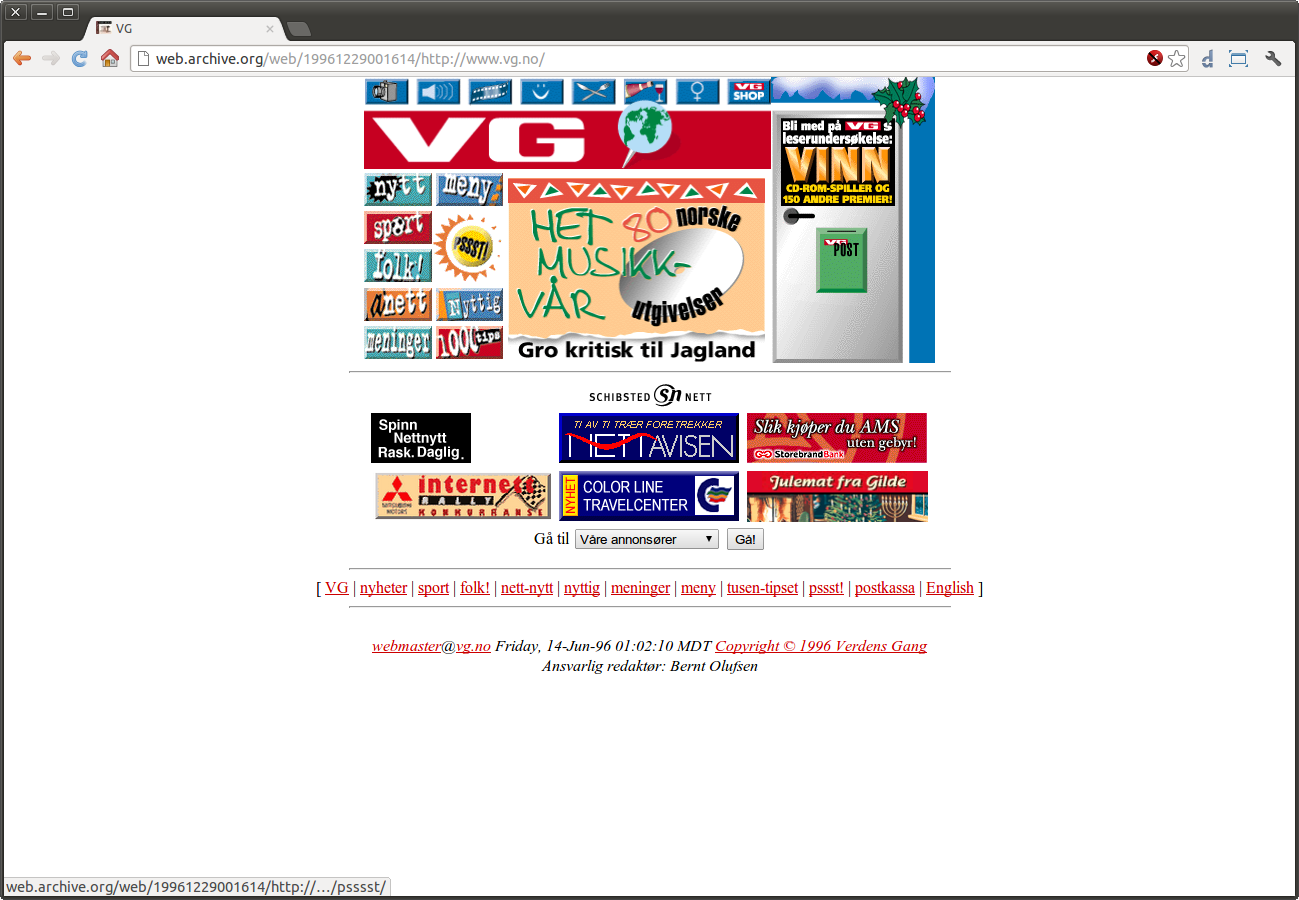 VG
web.archive.org/web/19961229001614/http://www.vg.no/
VG SHOP
VG
Bli med på VGs
leserundersøkelse:
VINN
CD-ROM-SPILLER OG
150 ANDRE PREMIER!
VG
POST
nytt
meny
sport
PSSST!
folk!
nett
Nyttig
meninger
1000 tips
HET 80 norske
MUSIKK-
VÅR utgivelser
Gro kritisk til Jagland
SCHIBSTED Sn NETT
Spinn
Nettnytt
Rask. Daglig.
TI AV TI TRÆR FORETREKKER
NETTAVISEN
Slik kjøper du AMS
uten gebyr!
StorebrandBank
MITSUBISHI
MOTORS
internett
RALLY
KONKURRANSE
NYHET
COLOR LINE
TRAVELCENTER
Julemat fra Gilde
Gå til Våre annonsører Gå!
[ VG | nyheter | sport | folk! | nett-nytt | nyttig | meninger | meny | tusen-tipset | pssst! | postkassa | English ]
webmaster@vg.no Friday, 14-Jun-96 01:02:10 MDT Copyright © 1996 Verdens Gang
Ansvarlig redaktør: Bernt Olufsen
web.archive.org/web/19961229001614/http://…/psssst/